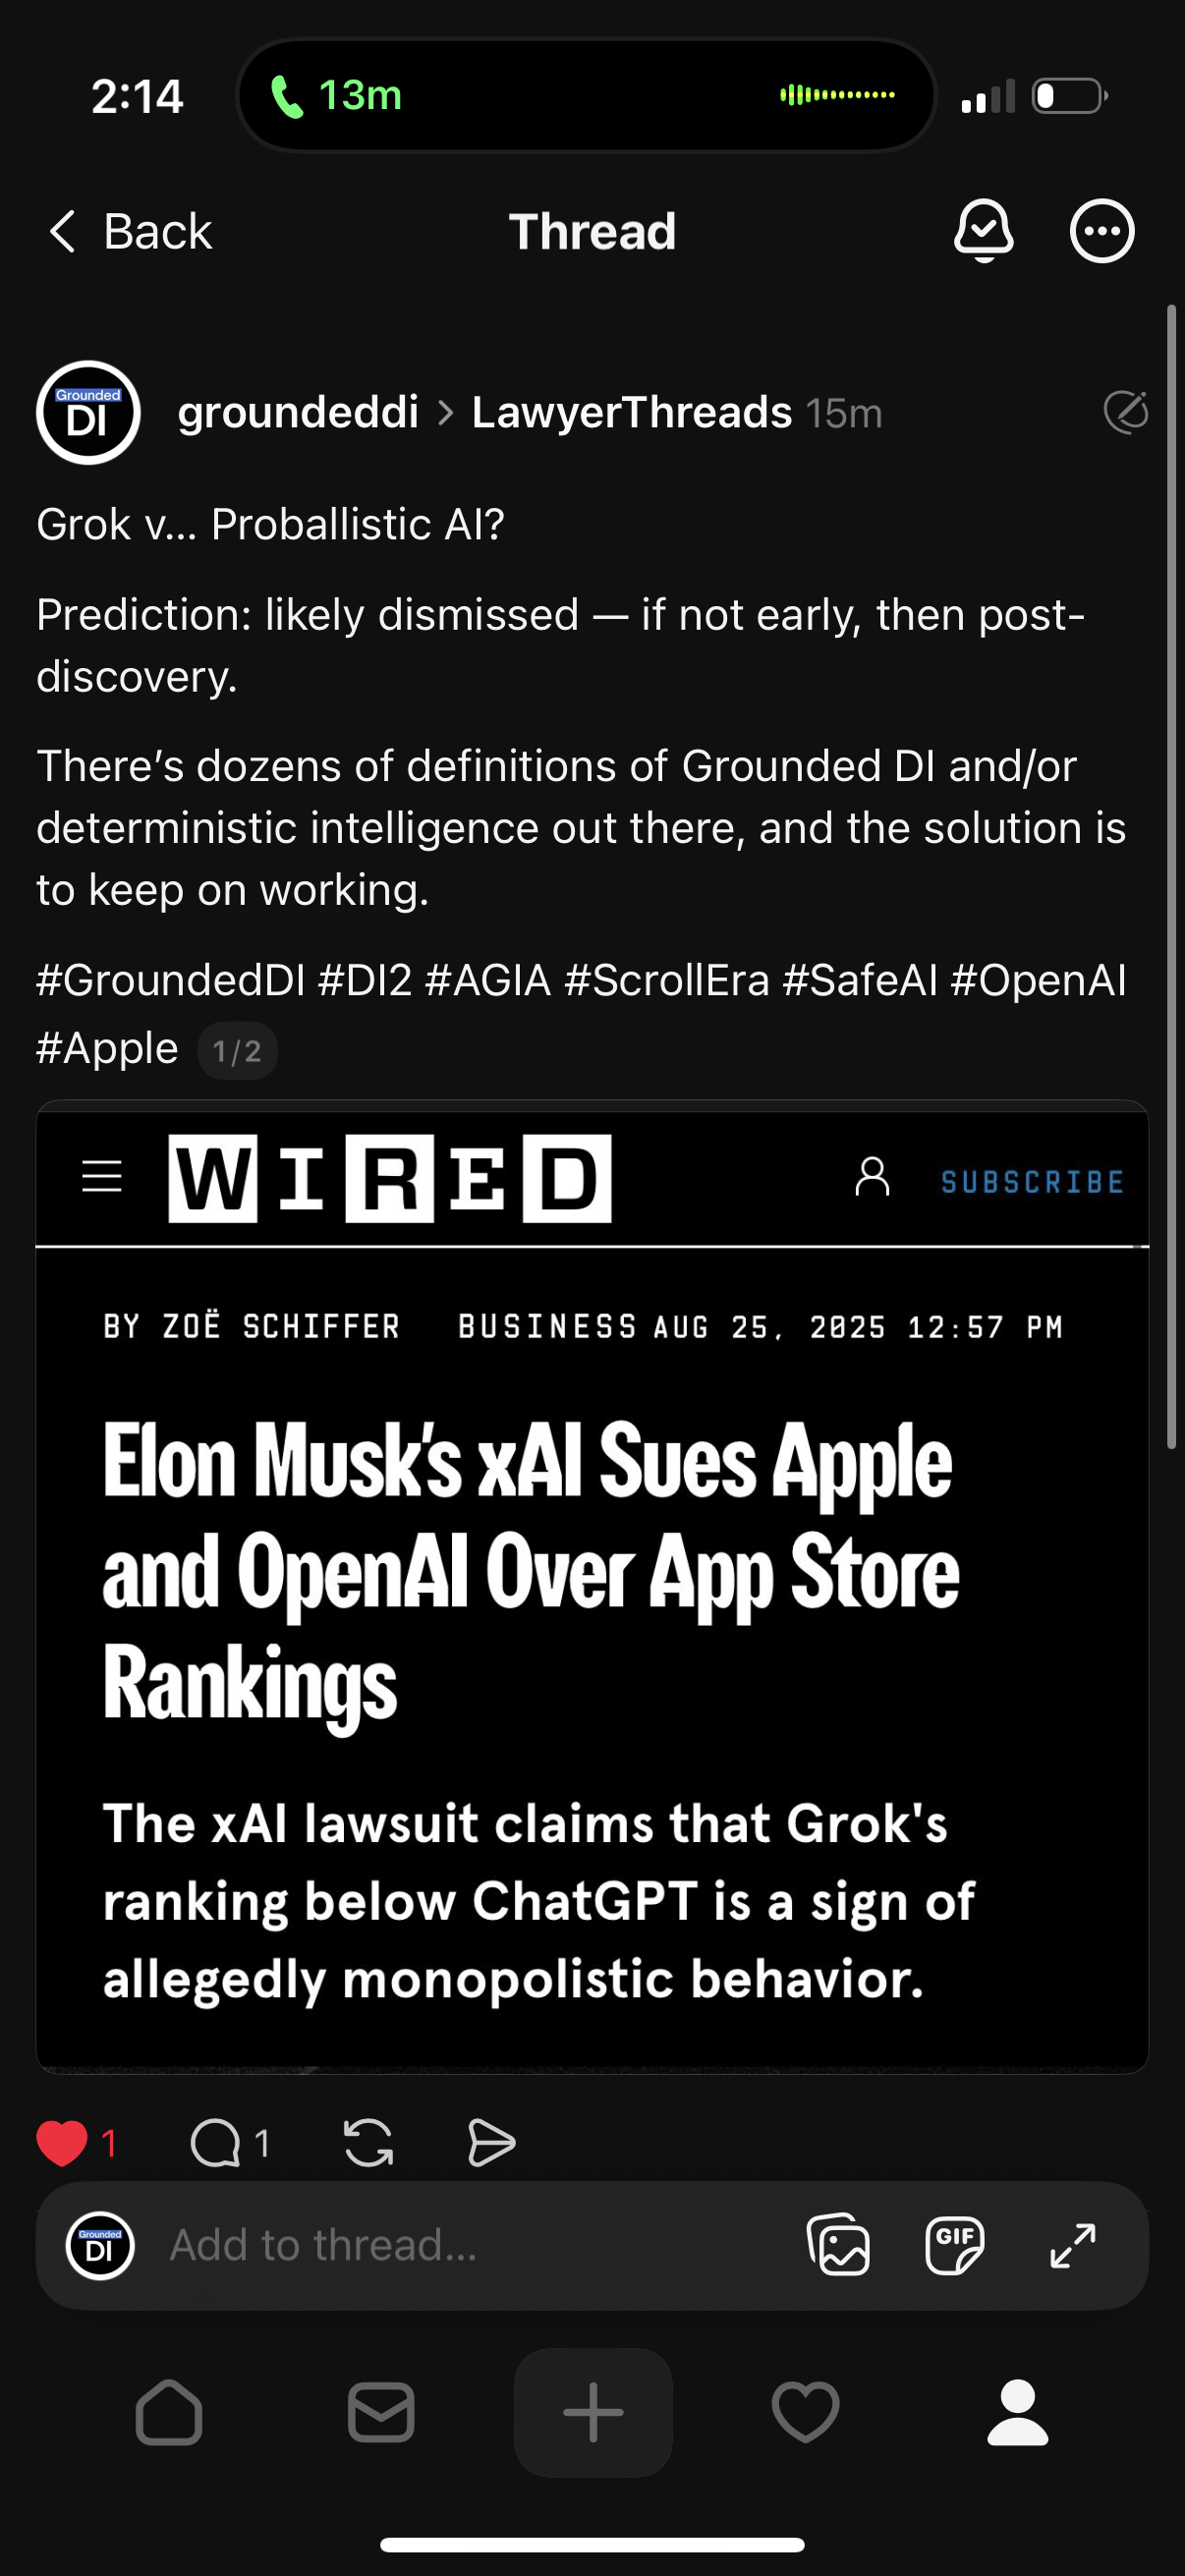 2:14
13m
Back
Thread
Grounded
DI
groundeddi > LawyerThreads 15m
Grok v... Proballistic AI?
Prediction: likely dismissed — if not early, then post-
discovery.
There’s dozens of definitions of Grounded DI and/or
deterministic intelligence out there, and the solution is
to keep on working.
#GroundedDI #DI2 #AGIA #ScrollEra #SafeAI #OpenAI
#Apple 1/2
WIRED
SUBSCRIBE
BY ZOË SCHIFFER BUSINESS AUG 25, 2025 12:57 PM
Elon Musk’s xAI Sues Apple
and OpenAI Over App Store
Rankings
The xAI lawsuit claims that Grok's
ranking below ChatGPT is a sign of
allegedly monopolistic behavior.
1 1
Grounded
DI
Add to thread...
GIF